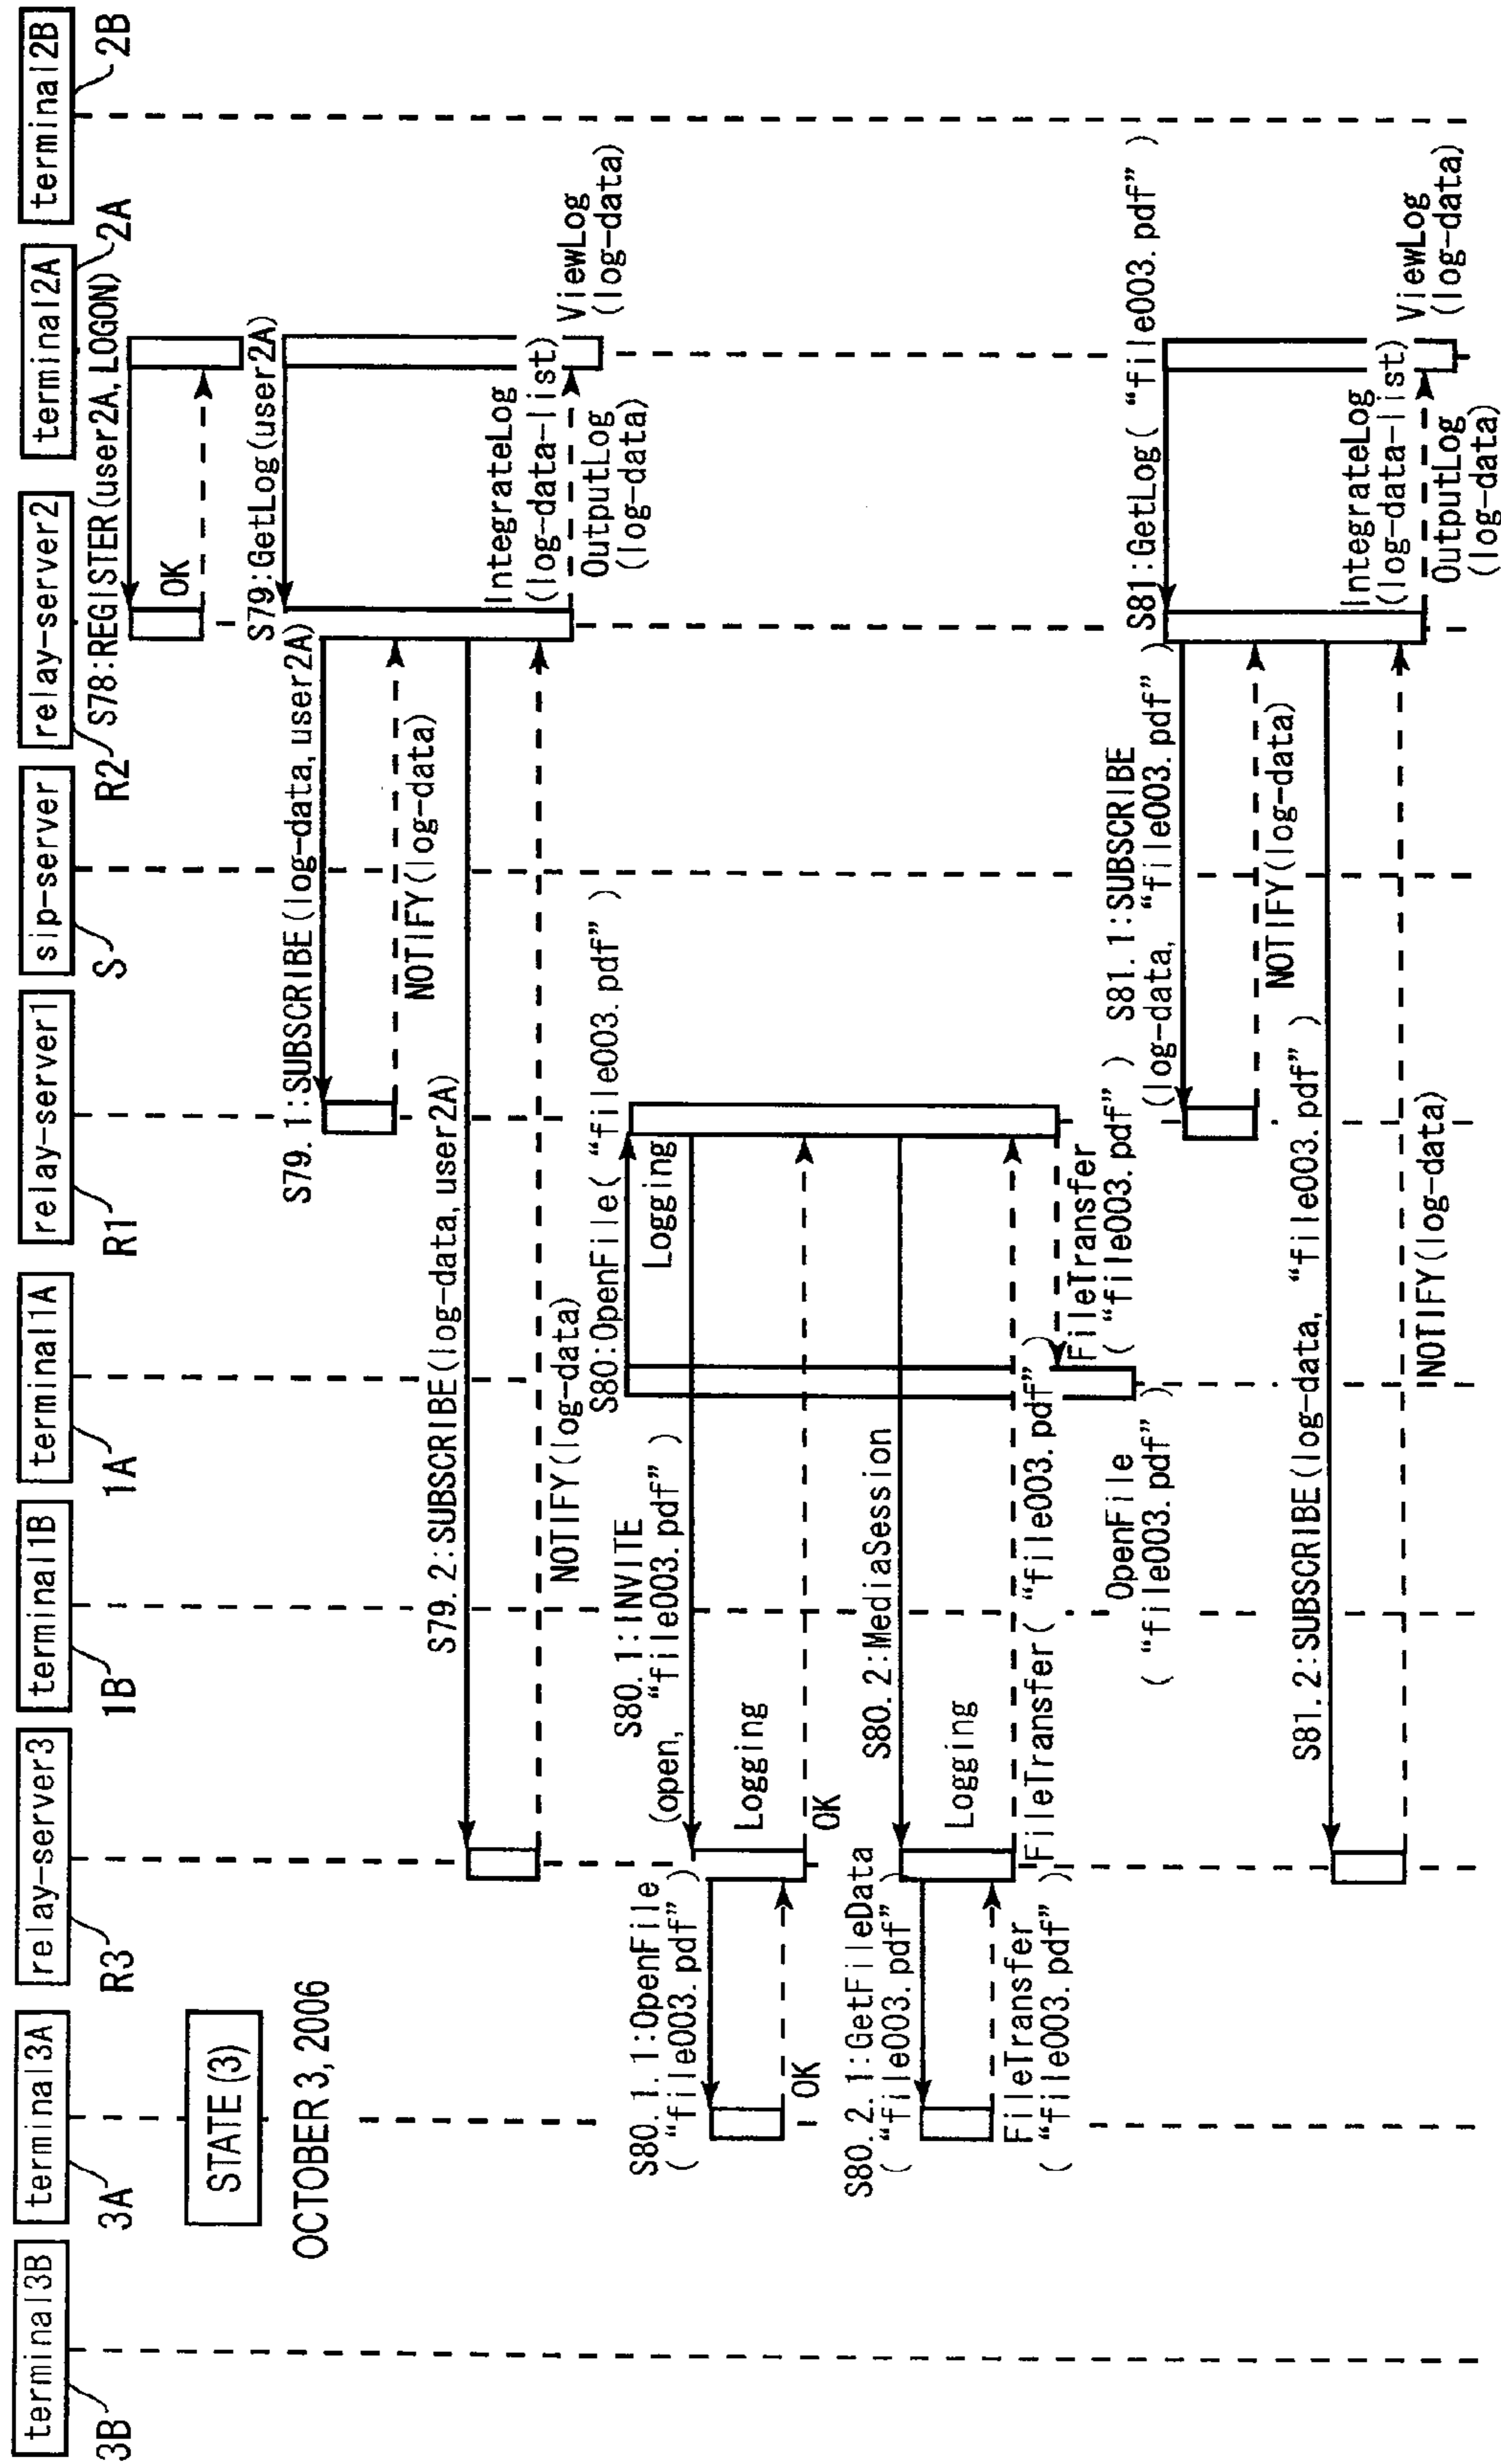 terminal3B
3B
terminal3A
3A
relay-server3
R3
terminal1B
1B
terminal1A
1A
relay-server1
R1
sip-server
S
relay-server2
R2
terminal2A
2A
terminal2B
2B
STATE(3)
OCTOBER 3, 2006
S78:REGISTER(user2A, LOGON)
OK
S79:GetLog(user2A)
S79. 1:SUBSCRIBE(log-data, user2A)
NOTIFY(log-data)
S79. 2:SUBSCRIBE(log-data, user2A)
NOTIFY(log-data)
IntegrateLog
(log-data-list)
OutputLog
(log-data)
ViewLog
(log-data)
S80:OpenFile( “file003. pdf” )
Logging
S80. 1:INVITE
(open, “file003. pdf” )
Logging
OK
S80. 1. 1:OpenFile
( “file003. pdf” )
OK
S80. 2:MediaSession
Logging
S80. 2. 1:GetFileData
( “file003. pdf” )
FileTransfer
( “file003. pdf” )
FileTransfer( “file003. pdf” )
FileTransfer
( “file003. pdf” )
OpenFile
( “file003. pdf” )
S81:GetLog( “file003. pdf” )
S81. 1:SUBSCRIBE
(log-data, “file003. pdf” )
NOTIFY(log-data)
S81. 2:SUBSCRIBE(log-data, “file003. pdf” )
NOTIFY(log-data)
IntegrateLog
(log-data-list)
OutputLog
(log-data)
ViewLog
(log-data)